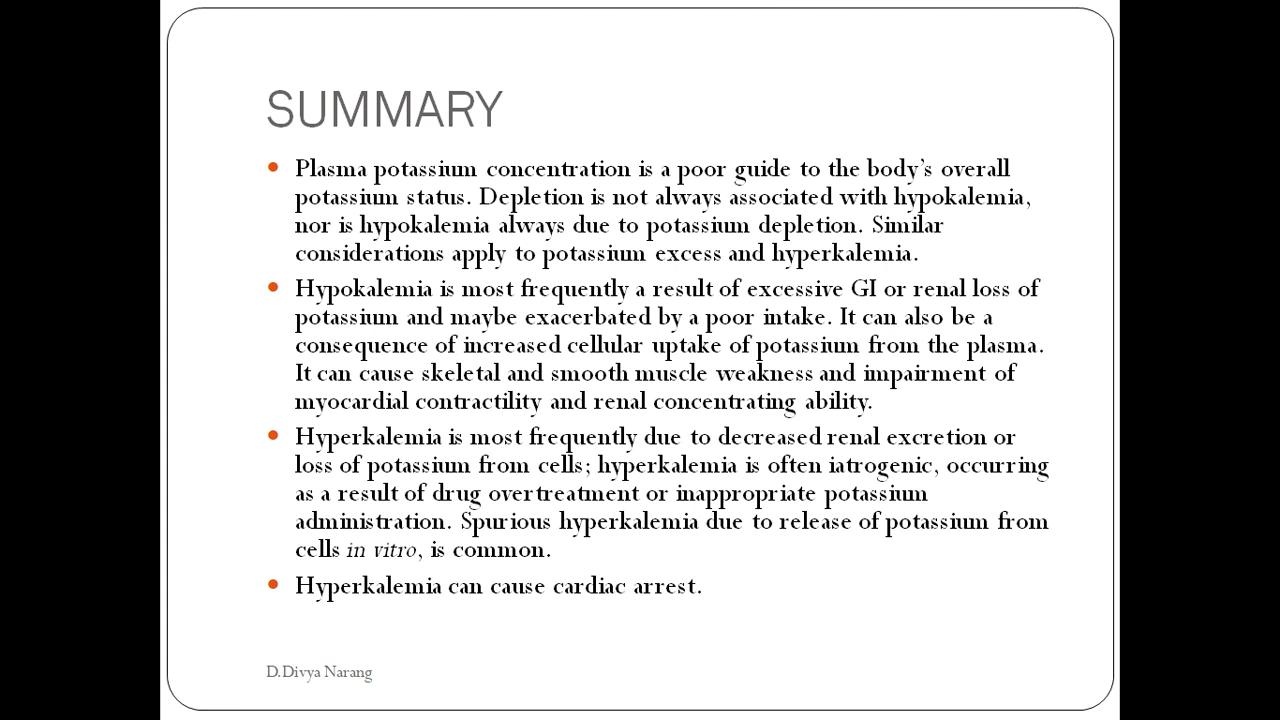 SUMMARY
Plasma potassium concentration is a poor guide to the body’s overall
potassium status. Depletion is not always associated with hypokalemia,
nor is hypokalemia always due to potassium depletion. Similar
considerations apply to potassium excess and hyperkalemia.
Hypokalemia is most frequently a result of excessive GI or renal loss of
potassium and maybe exacerbated by a poor intake. It can also be a
consequence of increased cellular uptake of potassium from the plasma.
It can cause skeletal and smooth muscle weakness and impairment of
myocardial contractility and renal concentrating ability.
Hyperkalemia is most frequently due to decreased renal excretion or
loss of potassium from cells; hyperkalemia is often iatrogenic, occurring
as a result of drug overtreatment or inappropriate potassium
administration. Spurious hyperkalemia due to release of potassium from
cells in vitro, is common.
Hyperkalemia can cause cardiac arrest.
D.Divya Narang